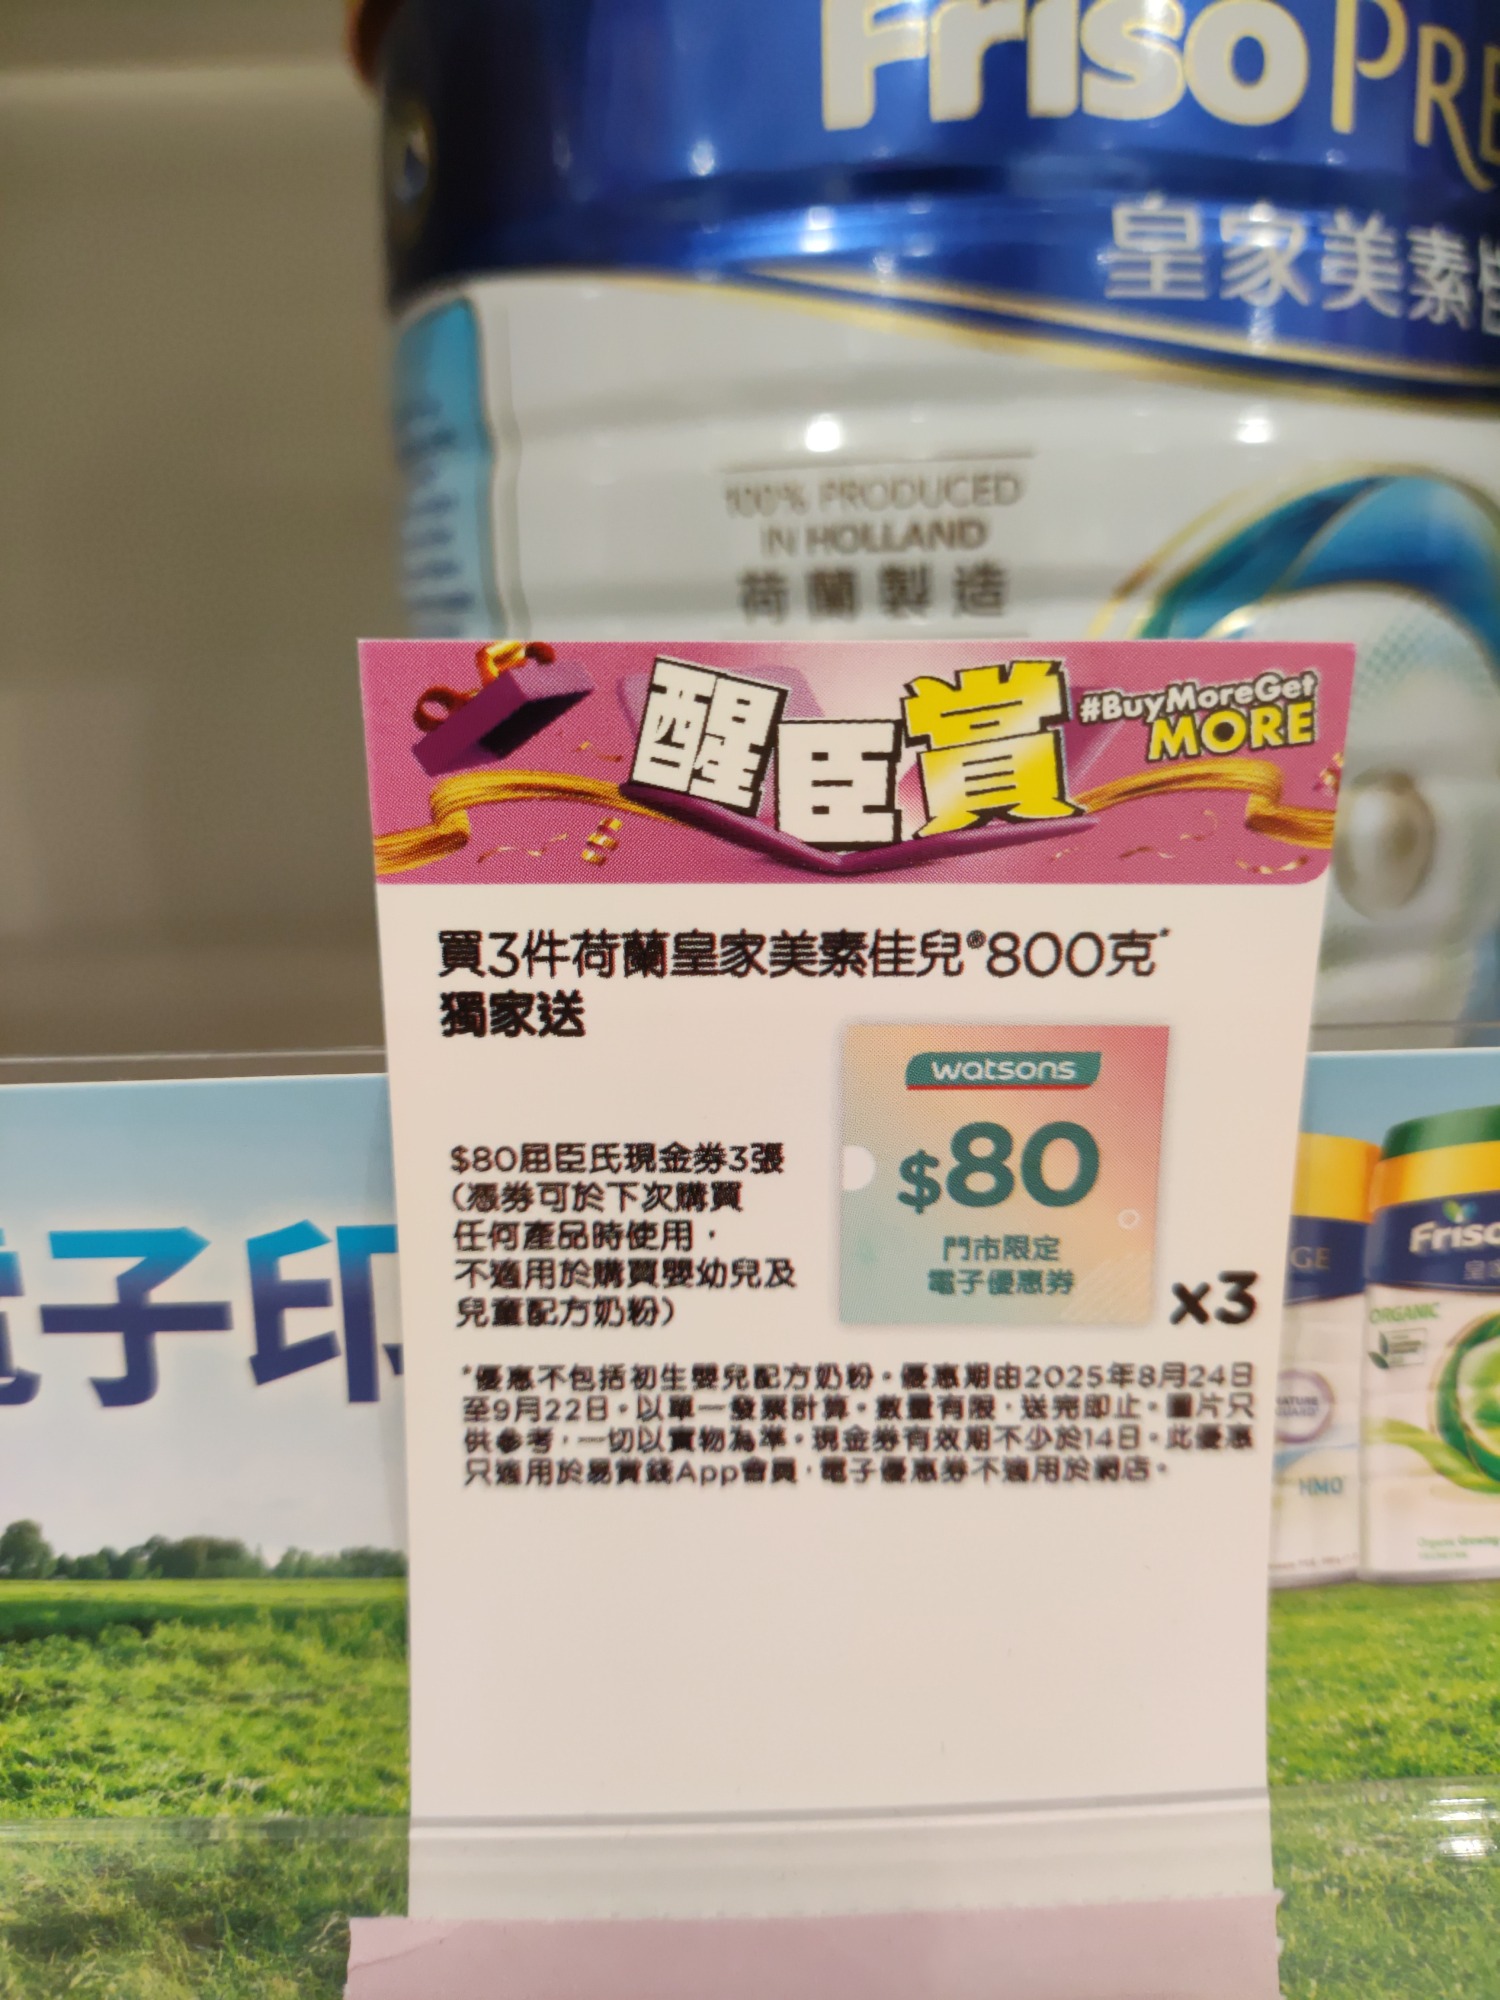 Friso PRE
皇家美素
100% PRODUCED
IN HOLLAND
荷蘭製造
醒臣賞
#BuyMoreGet
MORE
買3件荷蘭皇家美素佳兒®800克*
獨家送
watsons
$80
門市限定
電子優惠券
x3
$80屈臣氏現金券3張
(憑券可於下次購買
任何產品時使用，
不適用於購買嬰幼兒及
兒童配方奶粉)
*優惠不包括初生嬰兒配方奶粉。優惠期由2025年8月24日
至9月22日。以單一發票計算。數量有限，送完即止。圖片只
供參考，一切以實物為準。現金券有效期不少於14日。此優惠
只適用於易賞錢App會員，電子優惠券不適用於網店。
子印
GE
Friso
ORGANIC
HMO